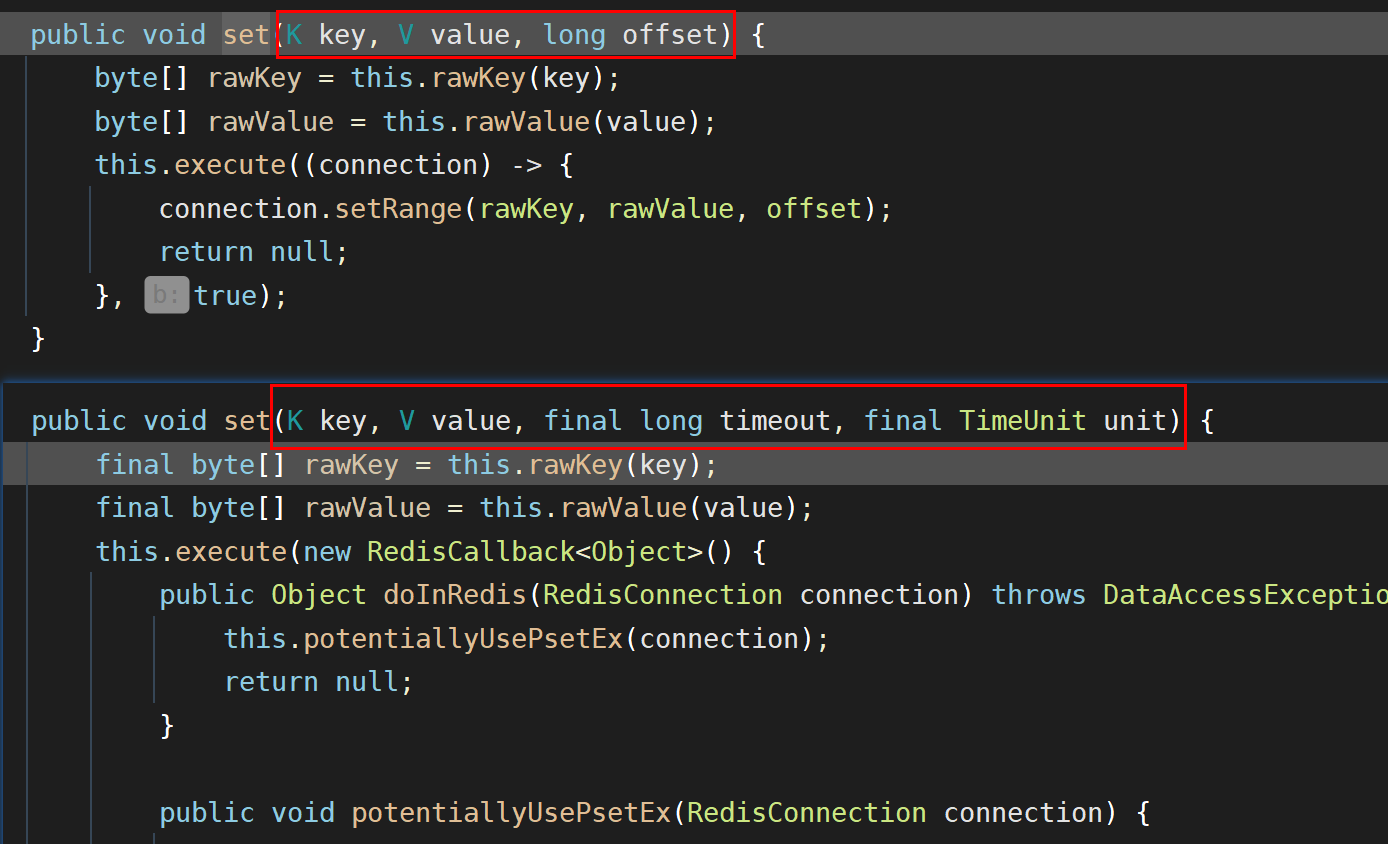 public void set(K key, V value, long offset) {
byte[] rawKey = this.rawKey(key);
byte[] rawValue = this.rawValue(value);
this.execute((connection) -> {
connection.setRange(rawKey, rawValue, offset);
return null;
}, b: true);
}
public void set(K key, V value, final long timeout, final TimeUnit unit) {
final byte[] rawKey = this.rawKey(key);
final byte[] rawValue = this.rawValue(value);
this.execute(new RedisCallback<Object>() {
public Object doInRedis(RedisConnection connection) throws DataAccessExceptio
this.potentiallyUsePsetEx(connection);
return null;
}
public void potentiallyUsePsetEx(RedisConnection connection) {